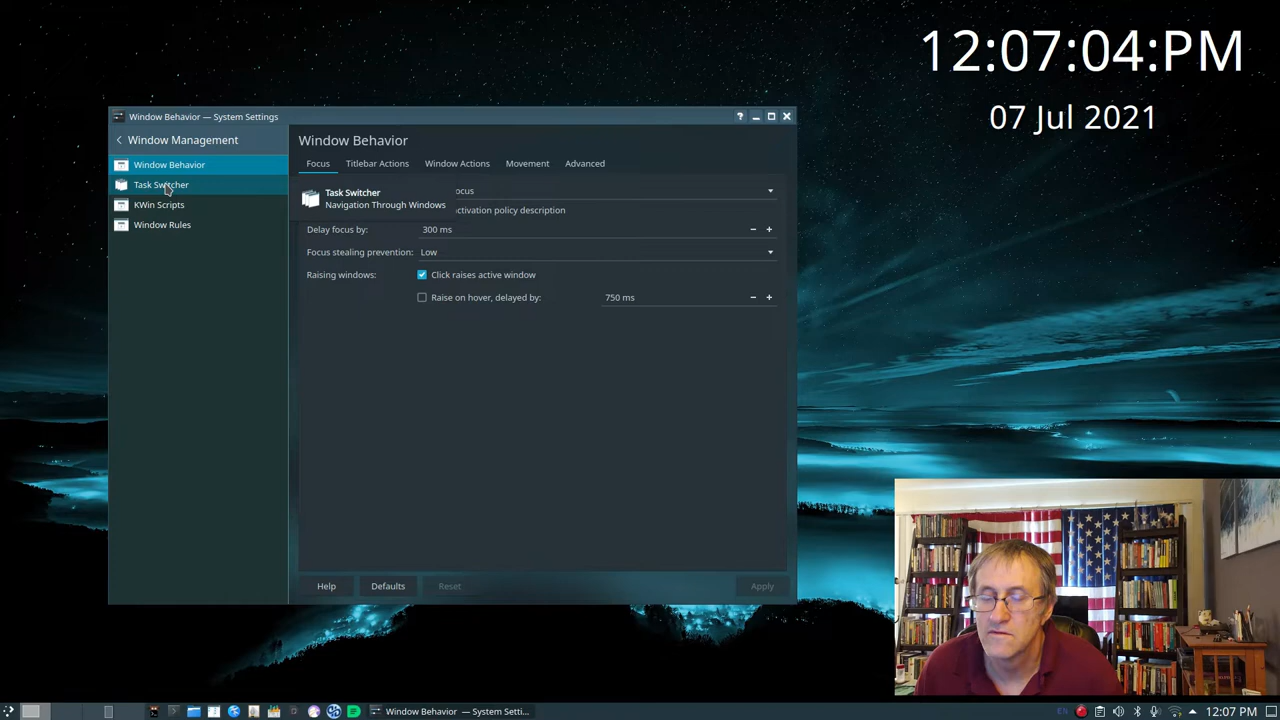 12:07:04:PM
07 Jul 2021
Window Behavior — System Settings
?
Window Management
Window Behavior
Task Switcher
KWin Scripts
Window Rules
Window Behavior
Focus
Titlebar Actions
Window Actions
Movement
Advanced
Task Switcher
Navigation Through Windows
ocus
activation policy description
Delay focus by:
300 ms
Focus stealing prevention:
Low
Raising windows:
Click raises active window
Raise on hover, delayed by:
750 ms
Help
Defaults
Reset
Apply
Window Behavior — System Setti...
EN
12:07 PM